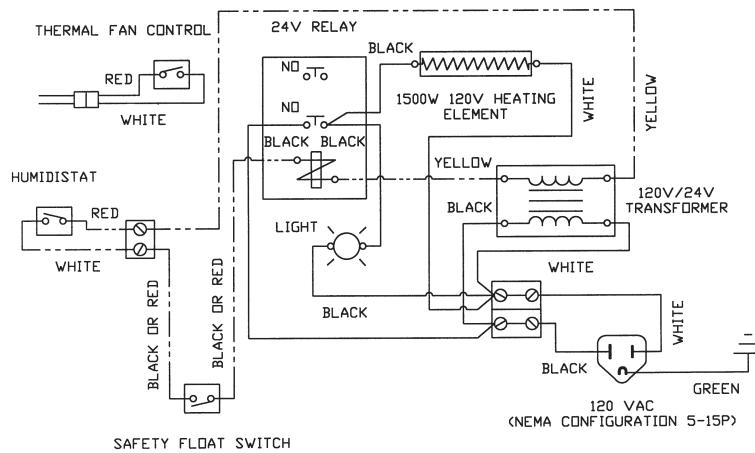 24V RELAY
THERMAL FAN CONTROL
BLACK
NO
RED
NO
1500W 120V HEATING
ELEMENT
WHITE
YELLOW
WHITE
BLACK BLACK
YELLOW
HUMIDISTAT
120V/24V
TRANSFORMER
RED
BLACK
LIGHT
WHITE
WHITE
BLACK
BLACK OR RED
BLACK OR RED
WHITE
BLACK
GREEN
120 VAC
(NEMA CONFIGURATION 5-15P)
SAFETY FLOAT SWITCH